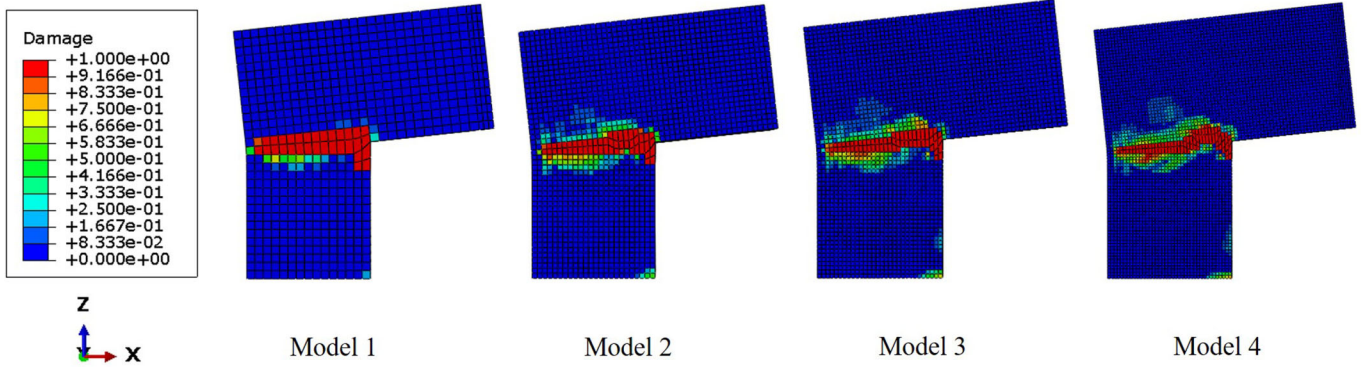 Damage
+1.000e+00
+9.166e-01
+8.333e-01
+7.500e-01
+6.666e-01
+5.833e-01
+5.000e-01
+4.166e-01
+3.333e-01
+2.500e-01
+1.667e-01
+8.333e-02
+0.000e+00
Z
X
Model 1
Model 2
Model 3
Model 4